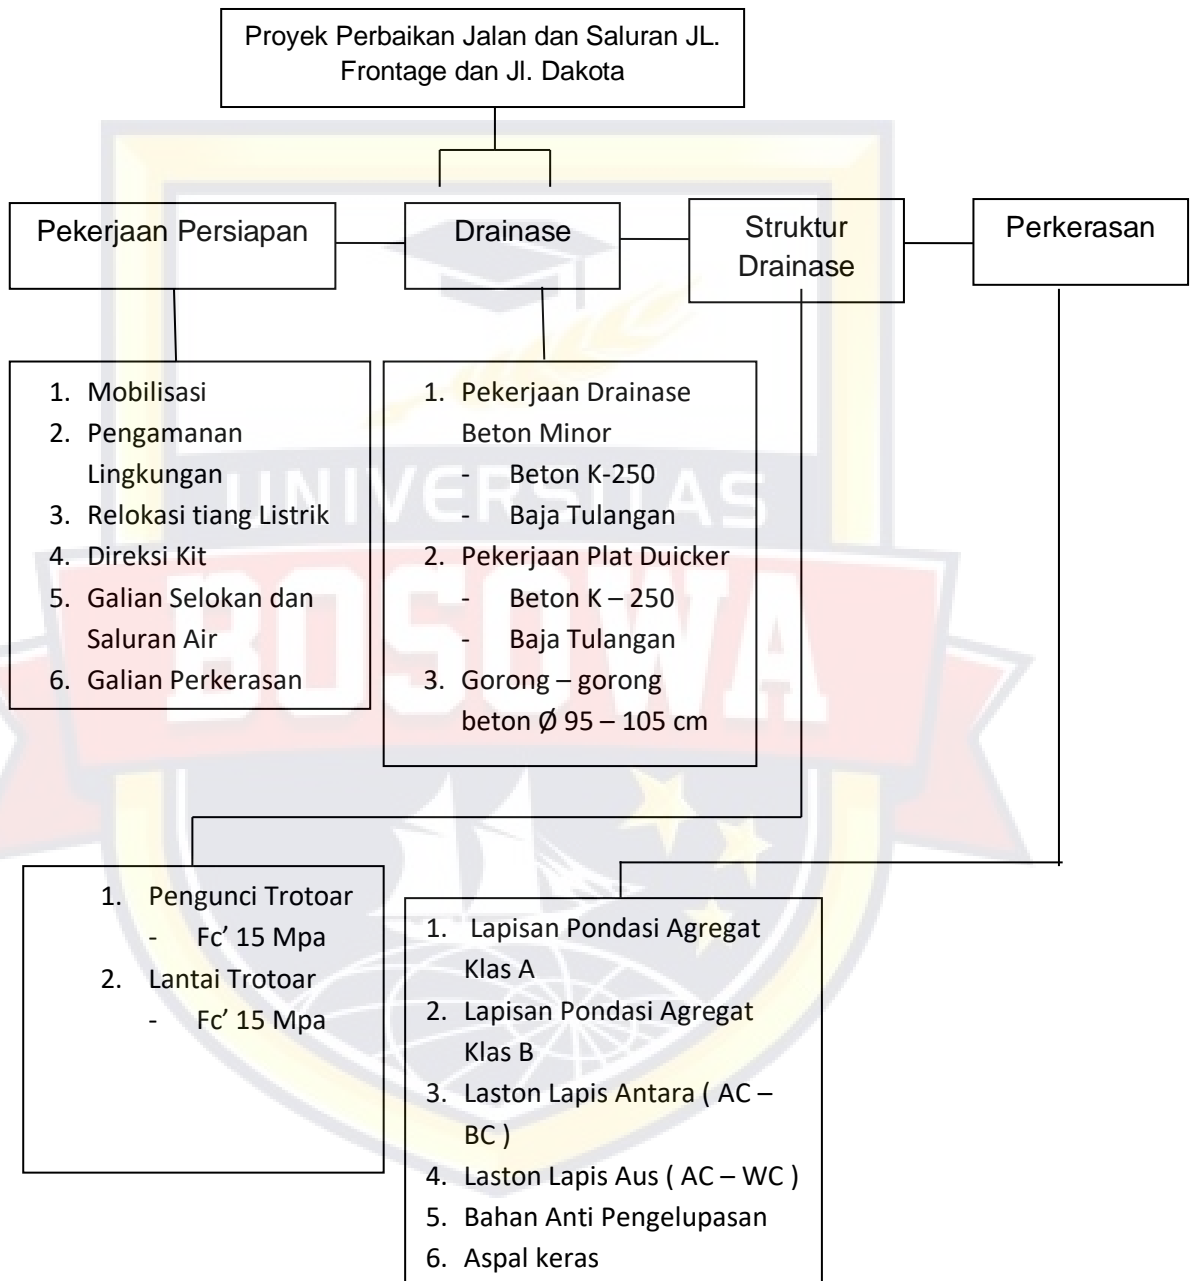 Proyek Perbaikan Jalan dan Saluran JL.
Frontage dan Jl. Dakota
Pekerjaan Persiapan
Drainase
Struktur
Drainase
Perkerasan
1. Mobilisasi
2. Pengamanan
Lingkungan
3. Relokasi tiang Listrik
4. Direksi Kit
5. Galian Selokan dan
Saluran Air
6. Galian Perkerasan
1. Pekerjaan Drainase
Beton Minor
- Beton K-250
- Baja Tulangan
2. Pekerjaan Plat Duicker
- Beton K – 250
- Baja Tulangan
3. Gorong – gorong
beton Ø 95 – 105 cm
1. Pengunci Trotoar
- Fc’ 15 Mpa
2. Lantai Trotoar
- Fc’ 15 Mpa
1. Lapisan Pondasi Agregat
Klas A
2. Lapisan Pondasi Agregat
Klas B
3. Laston Lapis Antara ( AC –
BC )
4. Laston Lapis Aus ( AC – WC )
5. Bahan Anti Pengelupasan
6. Aspal keras
UNIVERSITAS
BOSOWA